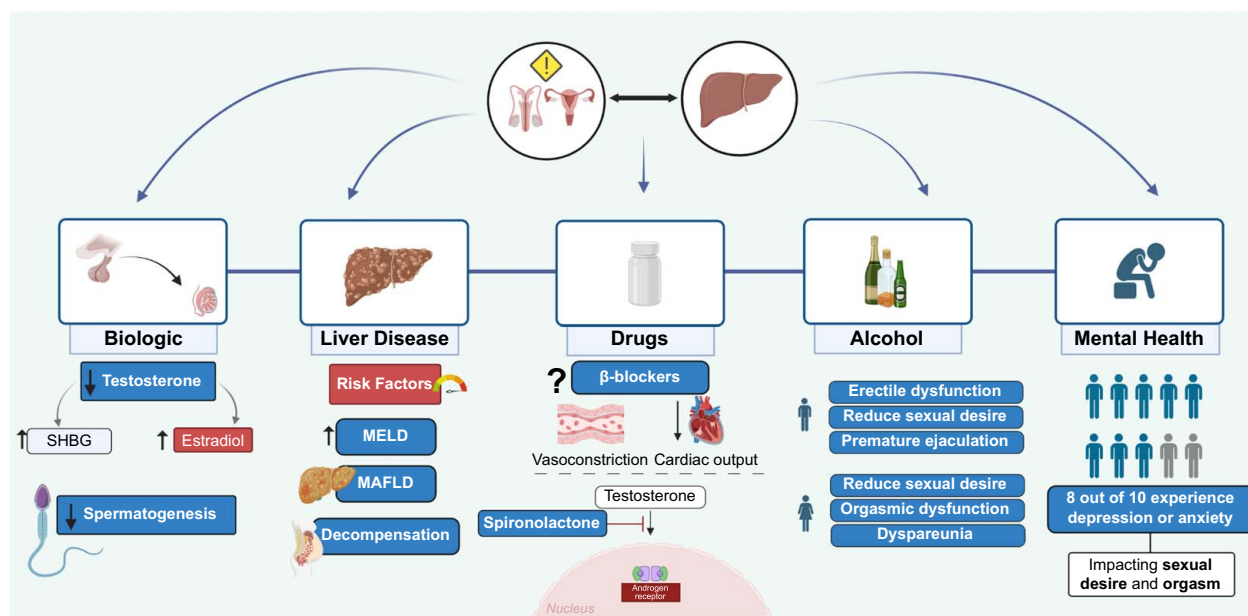 !
Biologic
Liver Disease
Drugs
Alcohol
Mental Health
Testosterone
SHBG
Estradiol
Spermatogenesis
Risk Factors
MELD
MAFLD
Decompensation
?
β-blockers
Vasoconstriction
Cardiac output
Testosterone
Spironolactone
Androgen
receptor
Nucleus
Erectile dysfunction
Reduce sexual desire
Premature ejaculation
Reduce sexual desire
Orgasmic dysfunction
Dyspareunia
8 out of 10 experience
depression or anxiety
Impacting sexual
desire and orgasm